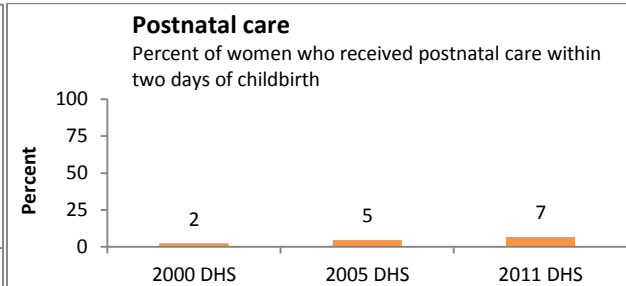 Postnatal care
Percent of women who received postnatal care within
two days of childbirth
Percent
100
75
50
25
0
2
5
7
2000 DHS
2005 DHS
2011 DHS